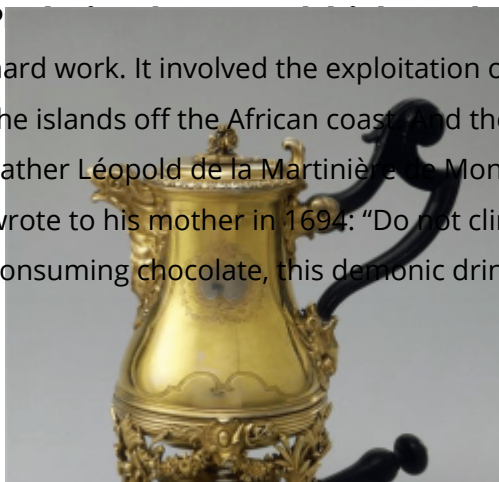 ard work. It involved the exploitation o
he islands off the African coast. And the
ather Léopold de la Martinière de Mon
wrote to his mother in 1694: “Do not cli
onsuming chocolate, this demonic drin